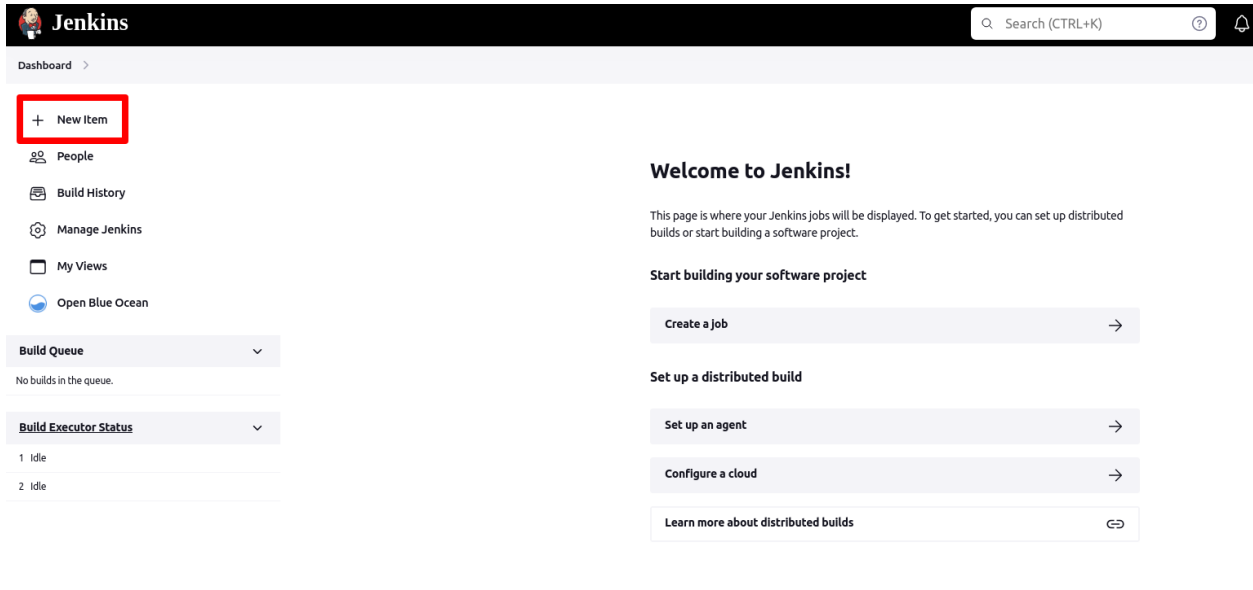 Jenkins
Search (CTRL+K)
Dashboard
New Item
People
Build History
Manage Jenkins
My Views
Open Blue Ocean
Build Queue
No builds in the queue.
Build Executor Status
1 Idle
2 Idle
Welcome to Jenkins!
This page is where your Jenkins jobs will be displayed. To get started, you can set up distributed
builds or start building a software project.
Start building your software project
Create a job
Set up a distributed build
Set up an agent
Configure a cloud
Learn more about distributed builds